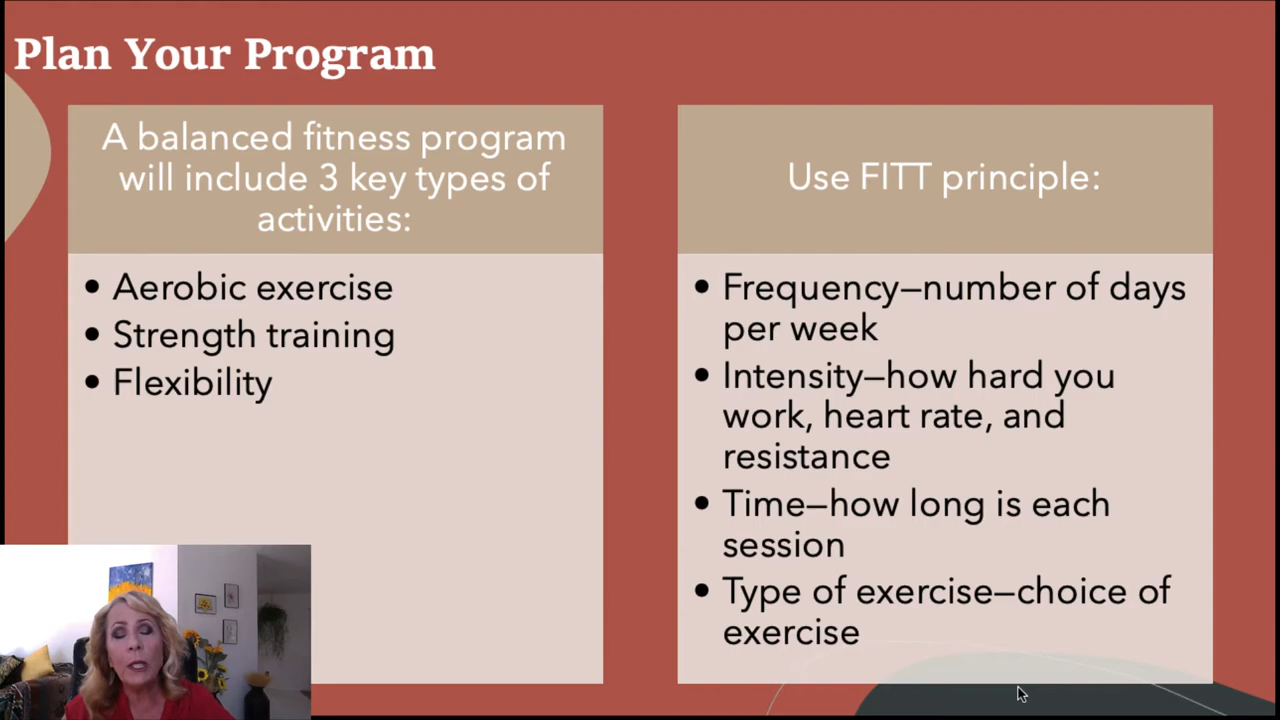 Plan Your Program
A balanced fitness program
will include 3 key types of
activities:
• Aerobic exercise
• Strength training
• Flexibility
Use FITT principle:
• Frequency—number of days
per week
• Intensity—how hard you
work, heart rate, and
resistance
• Time—how long is each
session
• Type of exercise—choice of
exercise